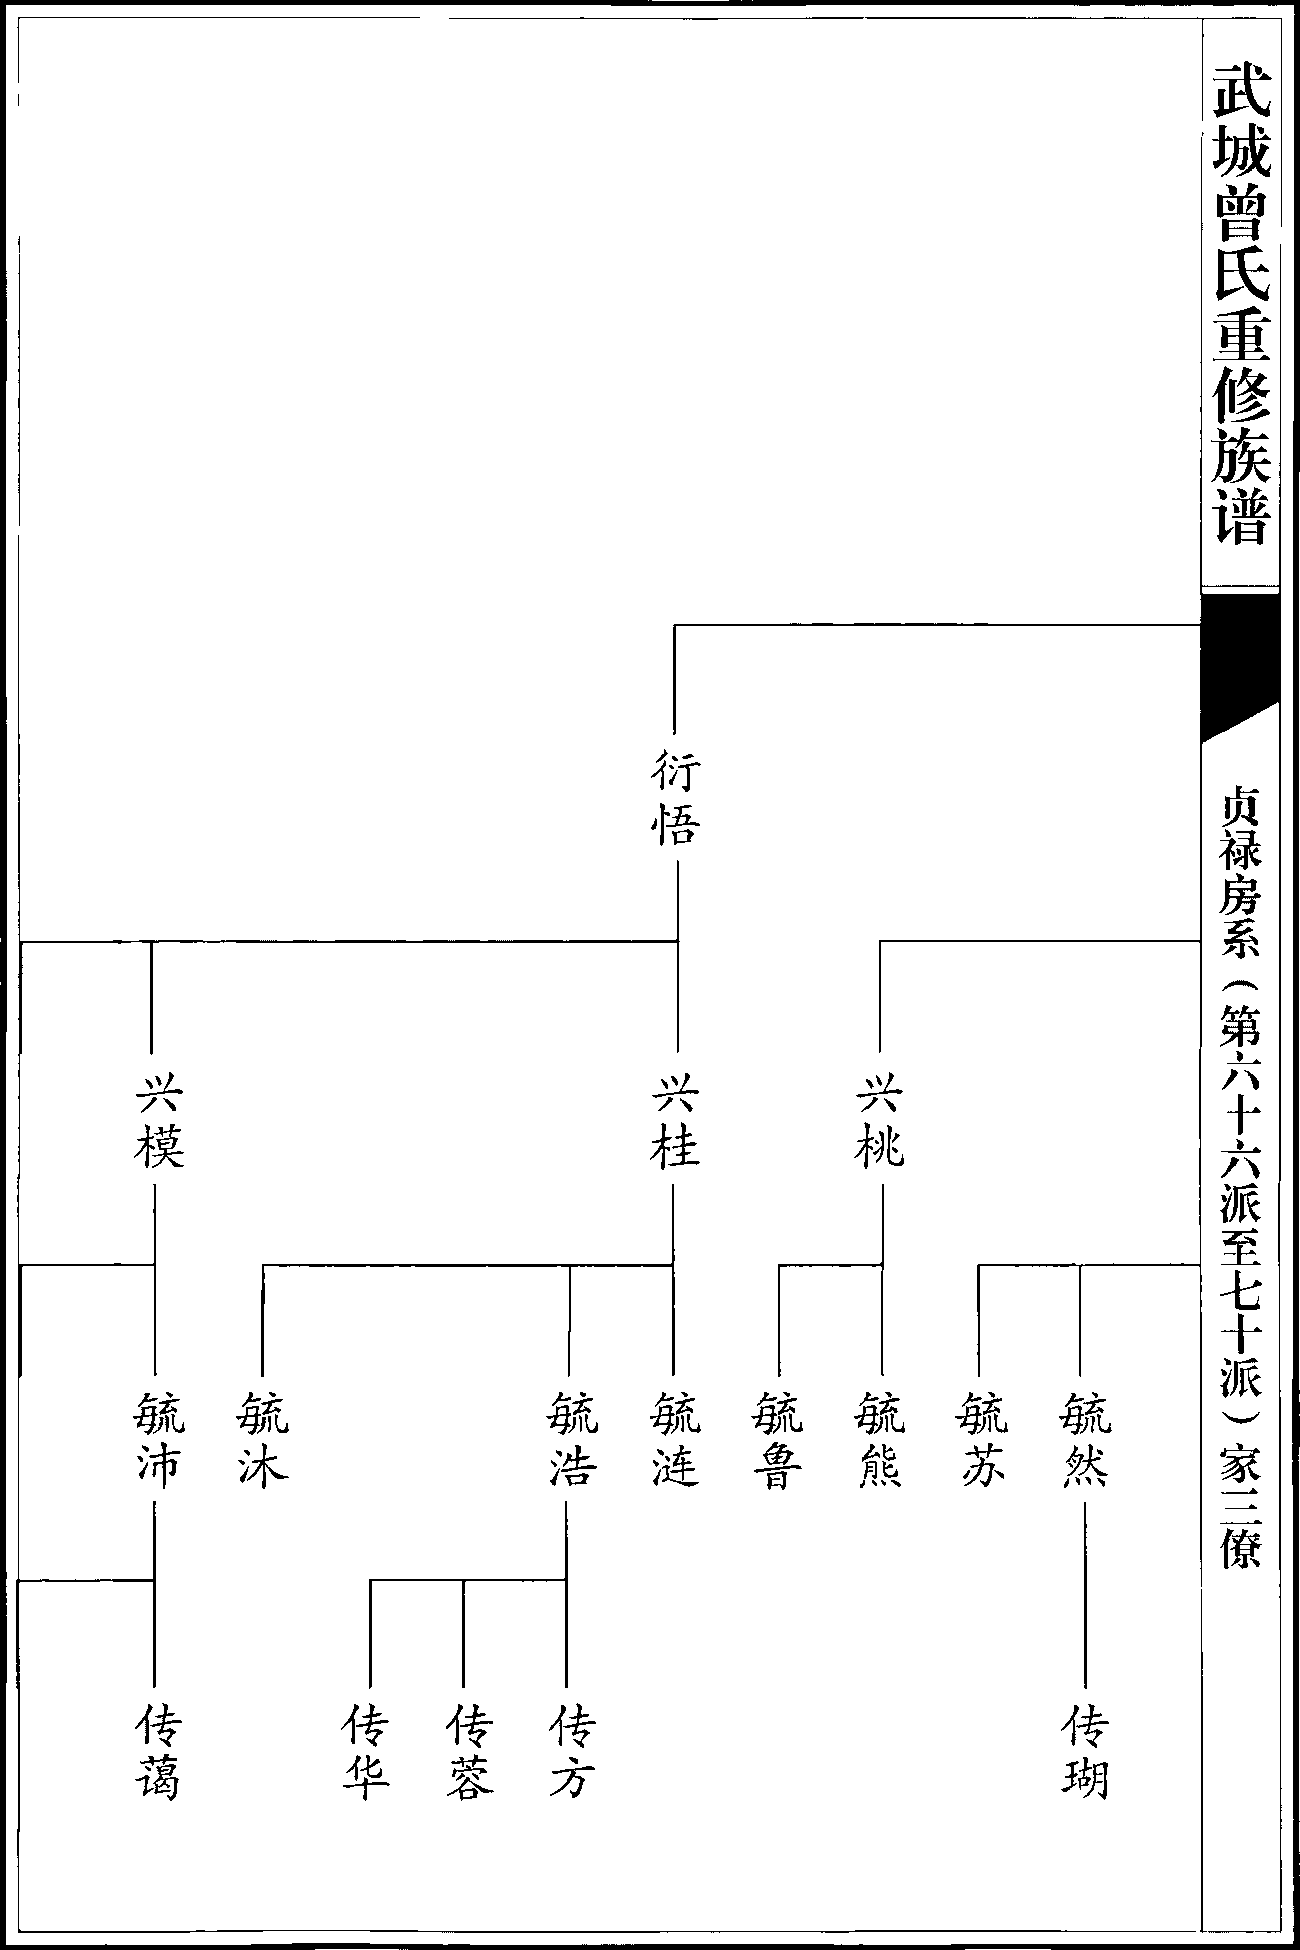 武城曾氏重修族谱
贞禄房系（第六十六派至七十派）家三僚
衍悟
兴桃
兴桂
兴模
毓然
毓苏
毓熊
毓鲁
毓涟
毓浩
毓沐
毓沛
传瑚
传方
传蓉
传华
传蔼